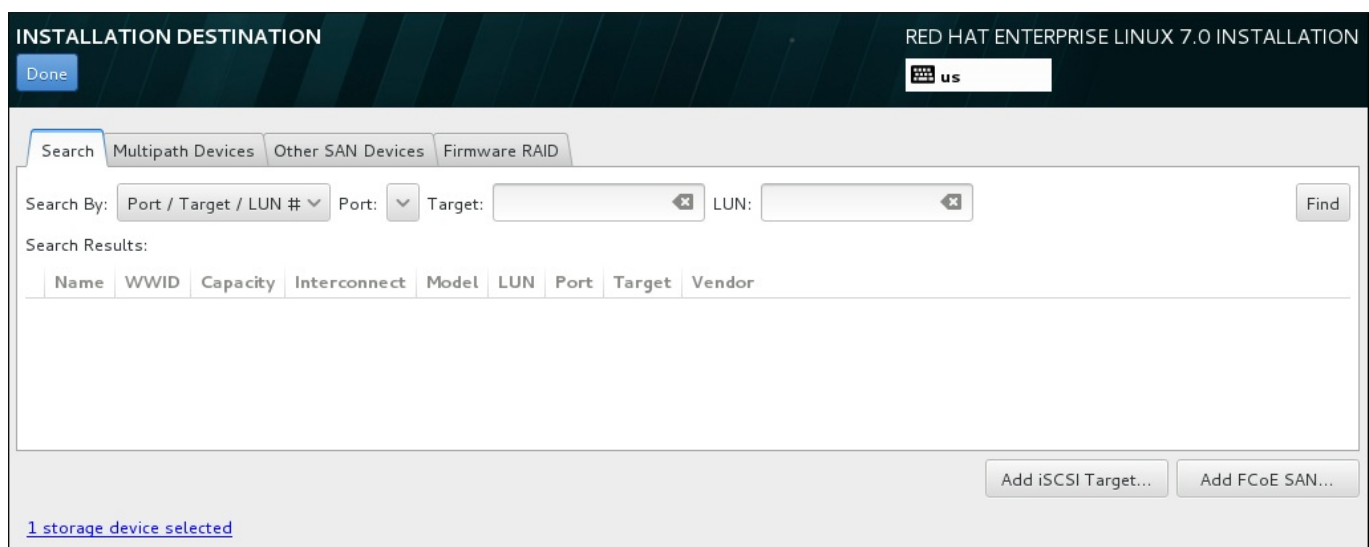 INSTALLATION DESTINATION
RED HAT ENTERPRISE LINUX 7.0 INSTALLATION
Done
us
Search Multipath Devices Other SAN Devices Firmware RAID
Search By: Port / Target / LUN # Port: Target: LUN: Find
Search Results:
Name WWID Capacity Interconnect Model LUN Port Target Vendor
Add iSCSI Target... Add FCoE SAN...
1 storage device selected